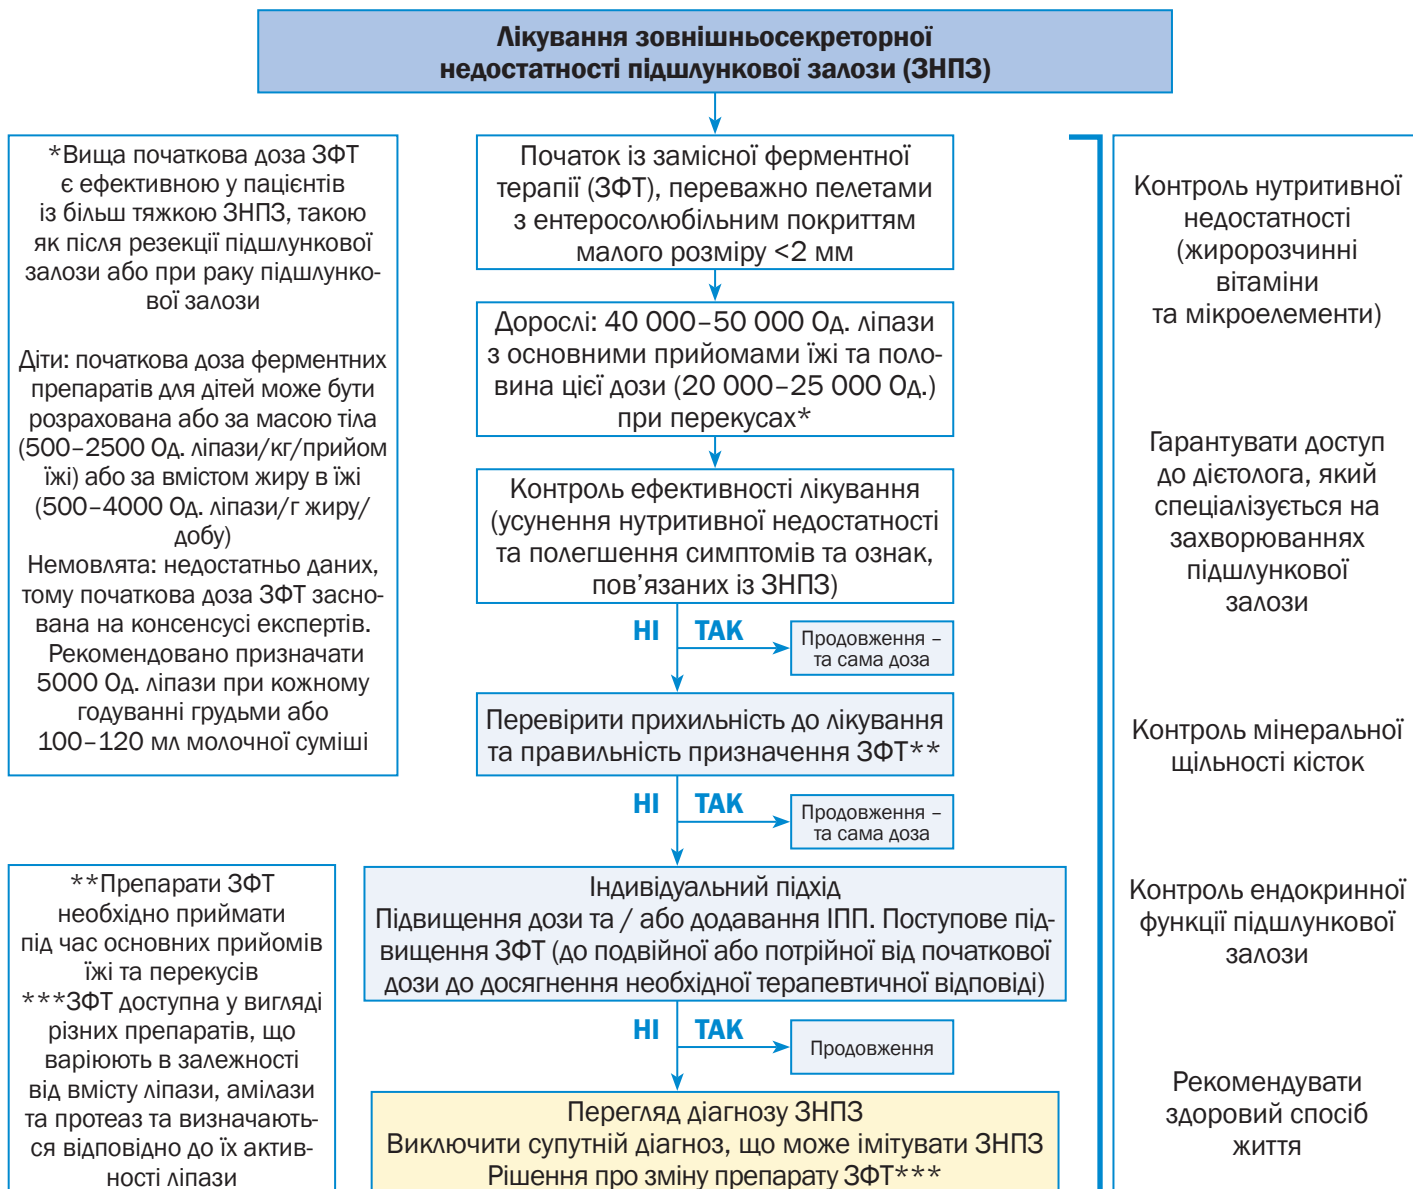 Лікування зовнішньосекреторної
недостатності підшлункової залози (ЗНПЗ)
*Вища початкова доза ЗФТ
є ефективною у пацієнтів
із більш тяжкою ЗНПЗ, такою
як після резекції підшлункової
залози або при раку підшлунко-
вої залози
Діти: початкова доза ферментних
препаратів для дітей може бути
розрахована або за масою тіла
(500–2500 Од. ліпази/кг/прийом
їжі) або за вмістом жиру в їжі
(500–4000 Од. ліпази/г жиру/
добу)
Немовлята: недостатньо даних,
тому початкова доза ЗФТ засно-
вана на консенсусі експертів.
Рекомендовано призначати
5000 Од. ліпази при кожному
годуванні грудьми або
100–120 мл молочної суміші
**Препарати ЗФТ
необхідно приймати
під час основних прийомів
їжі та перекусів
***ЗФТ доступна у вигляді
різних препаратів, що
варіюють в залежності
від вмісту ліпази, амілази
та протеаз та визначають-
ся відповідно до їх актив-
ності ліпази
Початок із замісної ферментної
терапії (ЗФТ), переважно пелетами
з ентеросолюбільним покриттям
малого розміру <2 мм
Дорослі: 40 000–50 000 Од. ліпази
з основними прийомами їжі та поло-
вина цієї дози (20 000–25 000 Од.)
при перекусах*
Контроль ефективності лікування
(усунення нутритивної недостатності
та полегшення симптомів та ознак,
пов’язаних із ЗНПЗ)
НІ ТАК
Продовження –
та сама доза
Перевірити прихильність до лікування
та правильність призначення ЗФТ**
НІ ТАК
Продовження –
та сама доза
Індивідуальний підхід
Підвищення дози та / або додавання ІПП. Поступове під-
вищення ЗФТ (до подвійної або потрійної від початкової
дози до досягнення необхідної терапевтичної відповіді)
НІ ТАК
Продовження
Перегляд діагнозу ЗНПЗ
Виключити супутній діагноз, що може імітувати ЗНПЗ
Рішення про зміну препарату ЗФТ***
Контроль нутритивної
недостатності
(жиророзчинні
вітаміни
та мікроелементи)
Гарантувати доступ
до дієтолога, який
спеціалізується на
захворюваннях
підшлункової
залози
Контроль мінеральної
щільності кісток
Контроль ендокринної
функції підшлункової
залози
Рекомендувати
здоровий спосіб
життя